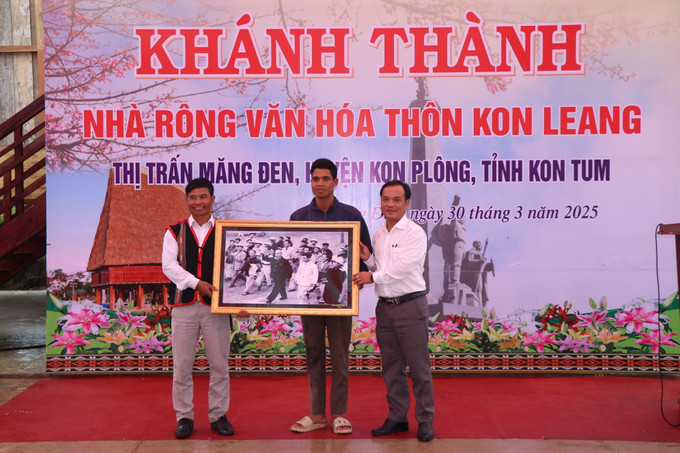 KHÁNH THÀNH
NHÀ RÔNG VĂN HÓA THÔN KON LEANG
THỊ TRẤN MĂNG ĐEN, KON PLÔNG, TỈNH KON TUM
ngày 30 tháng 3 năm 2025